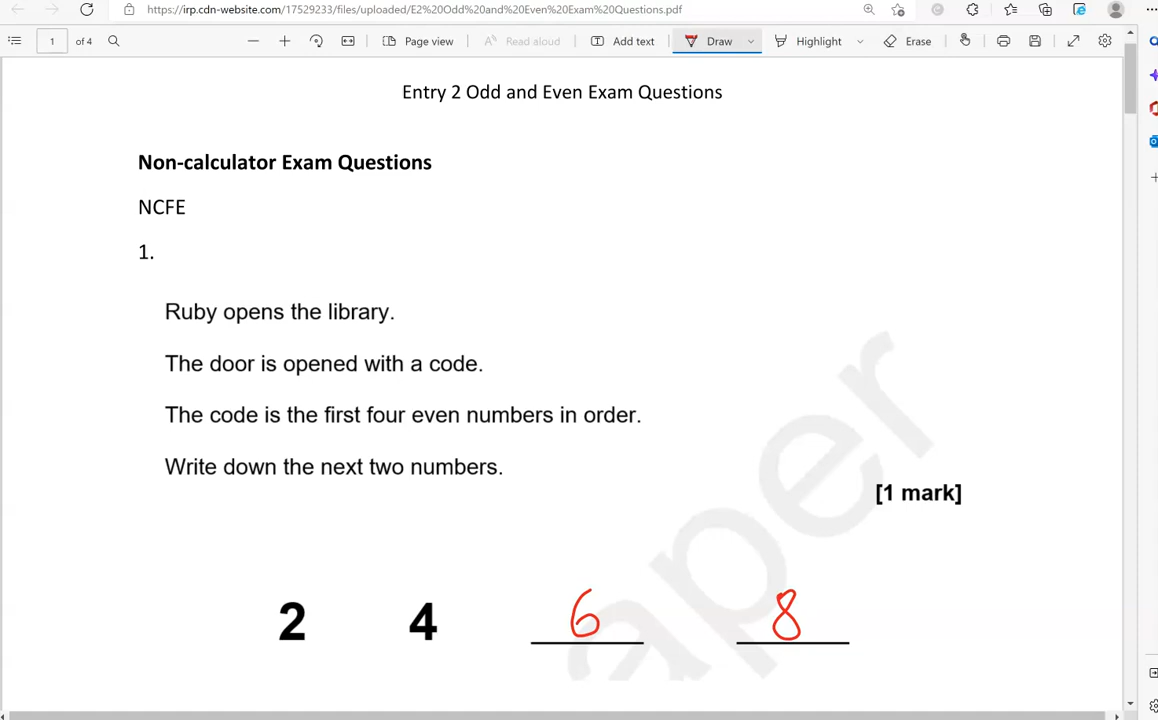 https://irp.cdn-website.com/17529233/files/uploaded/E2%20Odd%20and%20Even%20Exam%20Questions.pdf
1 of 4
Page view
Read aloud
Add text
Draw
Highlight
Erase
Entry 2 Odd and Even Exam Questions
Non-calculator Exam Questions
NCFE
1.
Ruby opens the library.
The door is opened with a code.
The code is the first four even numbers in order.
Write down the next two numbers.
[1 mark]
2 4 6 8
aper